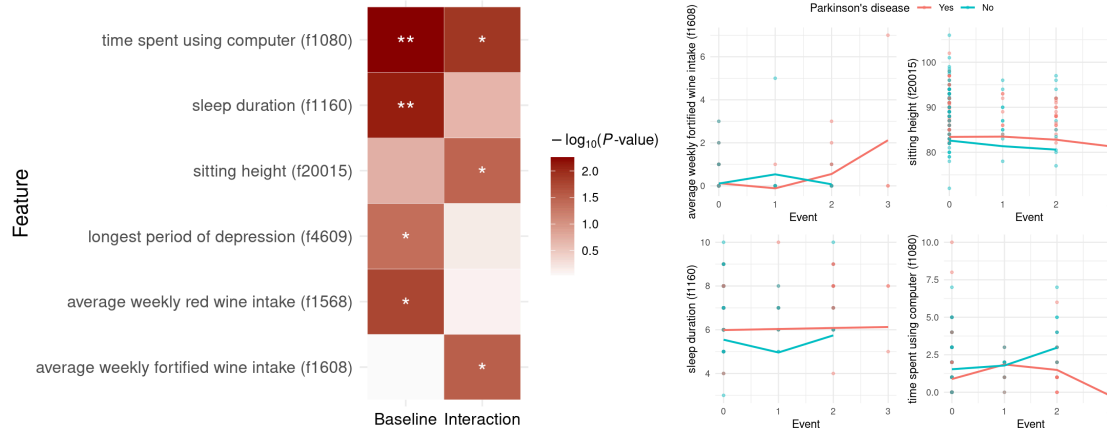 Feature
time spent using computer (f1080)
sleep duration (f1160)
sitting height (f20015)
longest period of depression (f4609)
average weekly red wine intake (f1568)
average weekly fortified wine intake (f1608)
** *
**
*
*
*
*
Baseline Interaction
− log₁₀(P-value)
2.0
1.5
1.0
0.5
Parkinson's disease Yes No
average weekly fortified wine intake (f1608)
6
4
2
0
0 1 2 3
Event
sitting height (f20015)
100
90
80
0 1 2
Event
sleep duration (f1160)
10
8
6
4
0 1 2 3
Event
time spent using computer (f1080)
10.0
7.5
5.0
2.5
0.0
0 1 2
Event